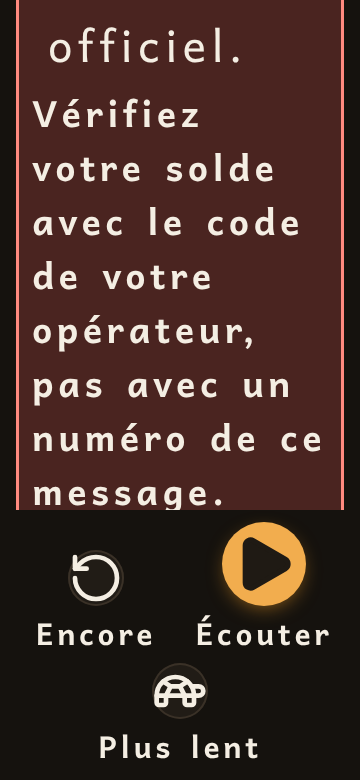 officiel.
Vérifiez
votre solde
avec le code
de votre
opérateur,
pas avec un
numéro de ce
message.
Encore
Écouter
Plus lent